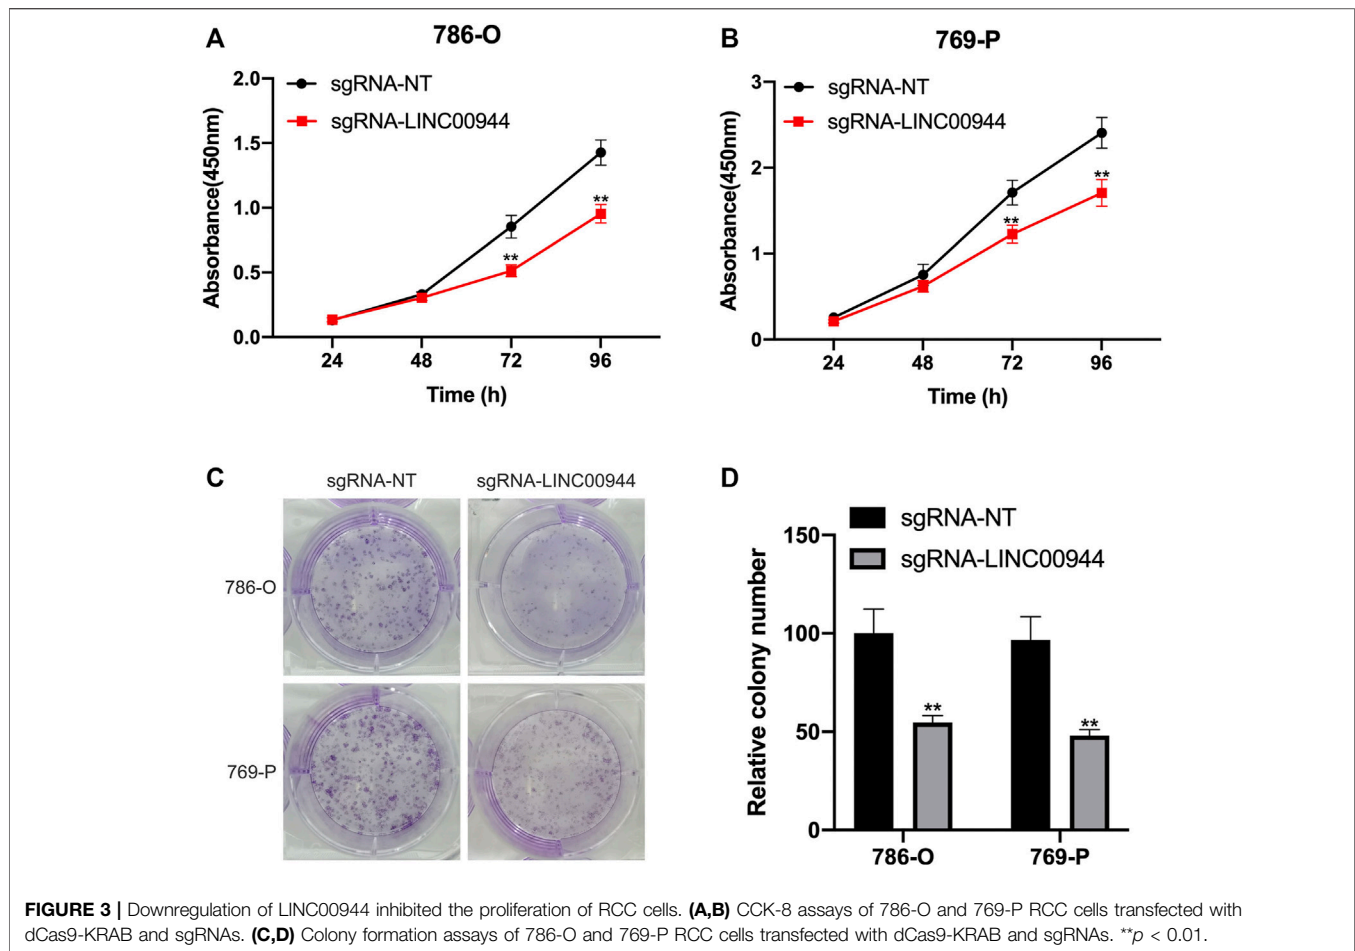 A
786-O
2.0
sgRNA-NT
sgRNA-LINC00944
1.5
1.0
0.5
0.0
Absorbance(450nm)
**
**
24 48 72 96
Time (h)
B
769-P
3
sgRNA-NT
sgRNA-LINC00944
2
1
0
Absorbance(450nm)
**
**
24 48 72 96
Time (h)
C
sgRNA-NT sgRNA-LINC00944
786-O
769-P
D
sgRNA-NT
sgRNA-LINC00944
150
100
50
0
Relative colony number
**
**
786-O 769-P
FIGURE 3 | Downregulation of LINC00944 inhibited the proliferation of RCC cells. (A,B) CCK-8 assays of 786-O and 769-P RCC cells transfected with
dCas9-KRAB and sgRNAs. (C,D) Colony formation assays of 786-O and 769-P RCC cells transfected with dCas9-KRAB and sgRNAs. **p < 0.01.